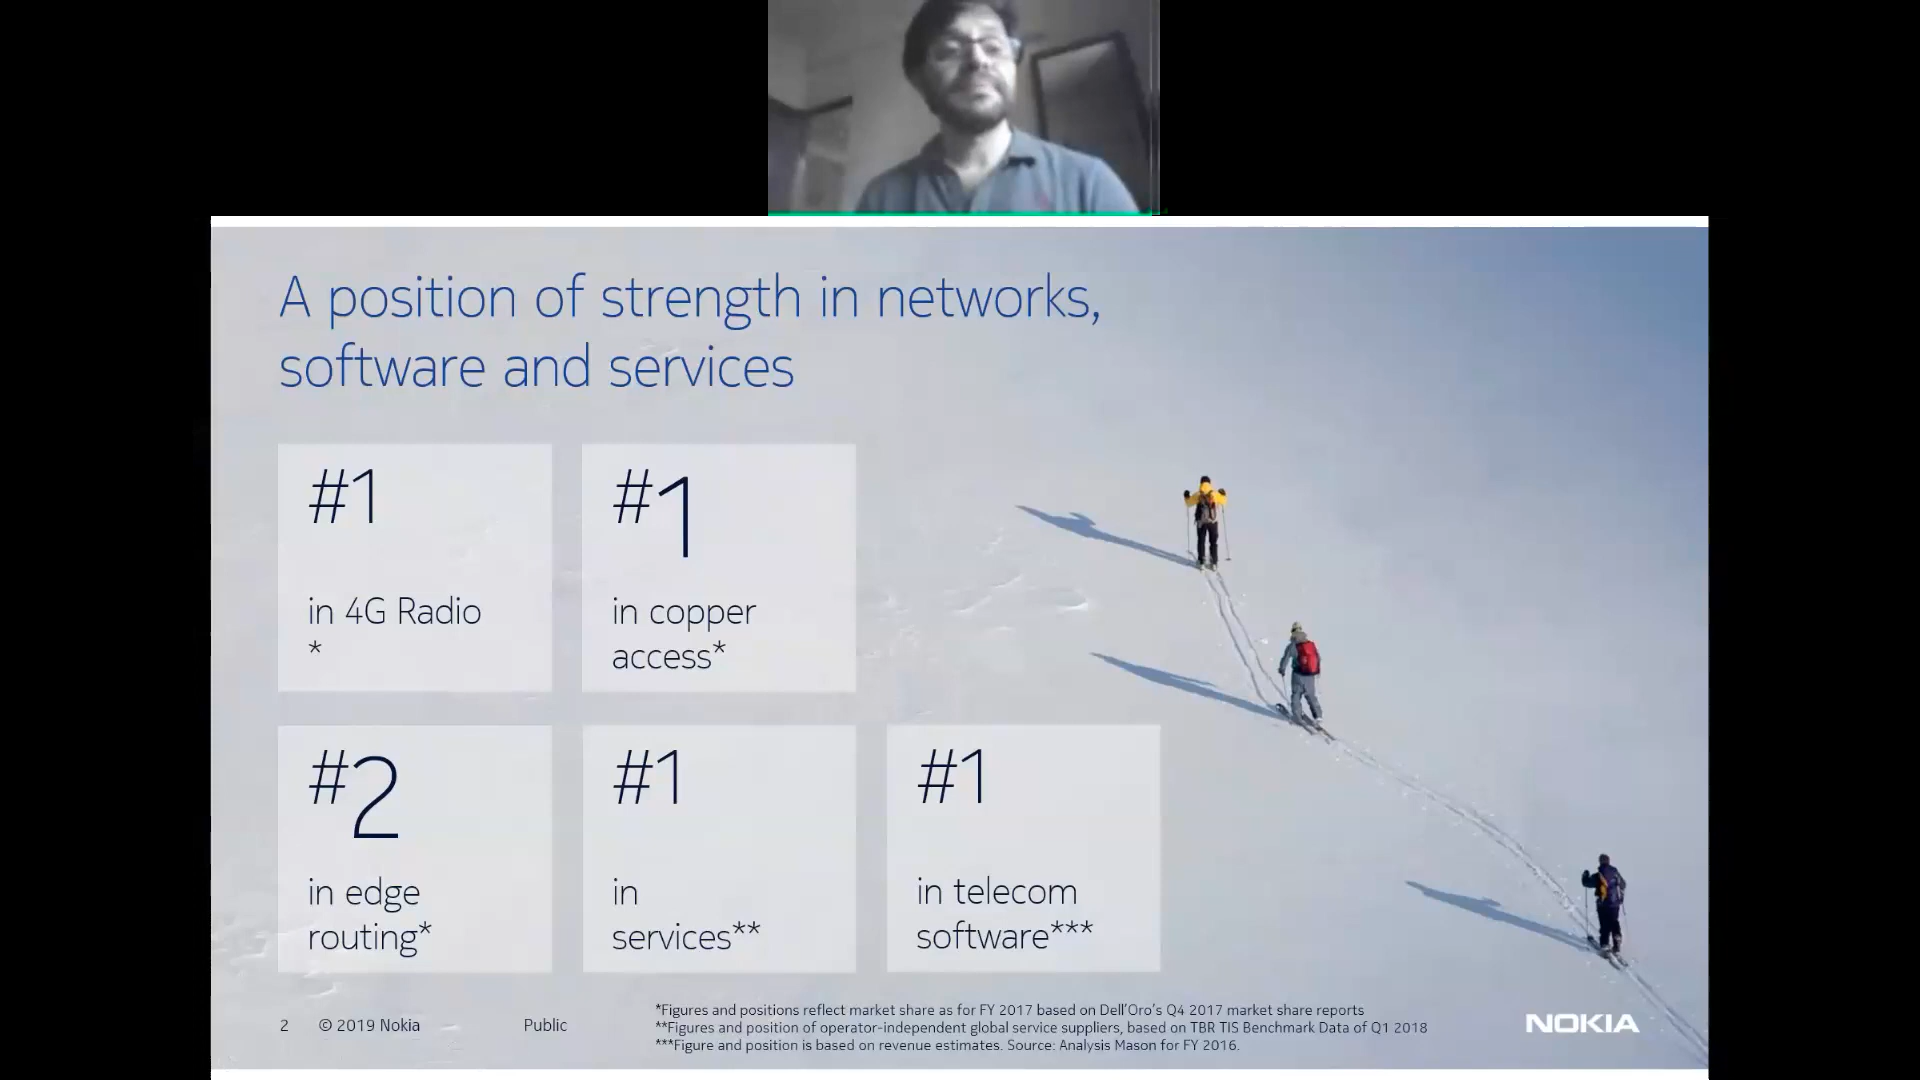 A position of strength in networks,
software and services
#1
in 4G Radio
*
#1
in copper
access*
#2
in edge
routing*
#1
in
services**
#1
in telecom
software***
2 © 2019 Nokia Public
*Figures and positions reflect market share as for FY 2017 based on Dell'Oro's Q4 2017 market share reports
**Figures and position of operator-independent global service suppliers, based on TBR TIS Benchmark Data of Q1 2018
***Figure and position is based on revenue estimates. Source: Analysis Mason for FY 2016.
NOKIA